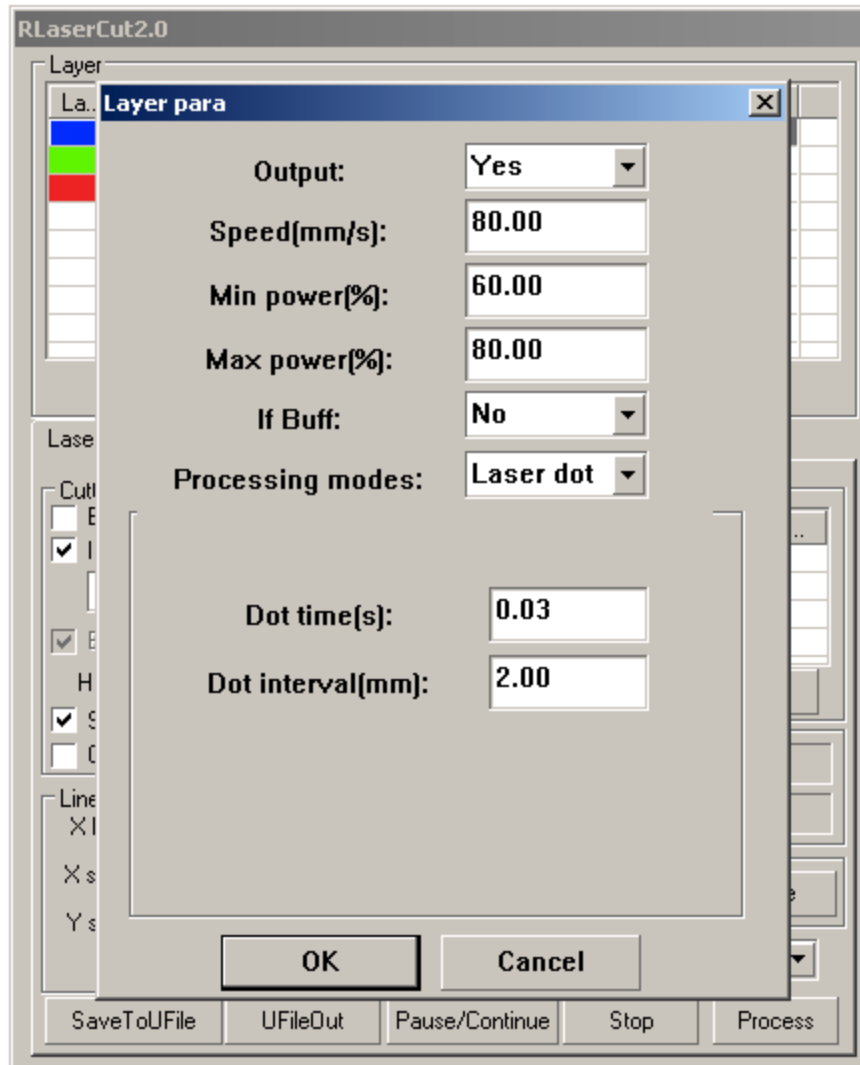 RLaserCut2.0
Layer
La..
Layer para
Output:
Yes
Speed(mm/s):
80.00
Min power(%):
60.00
Max power(%):
80.00
If Buff:
No
Processing modes:
Laser dot
Dot time(s):
0.03
Dot interval(mm):
2.00
OK
Cancel
SaveToUFile
UFileOut
Pause/Continue
Stop
Process